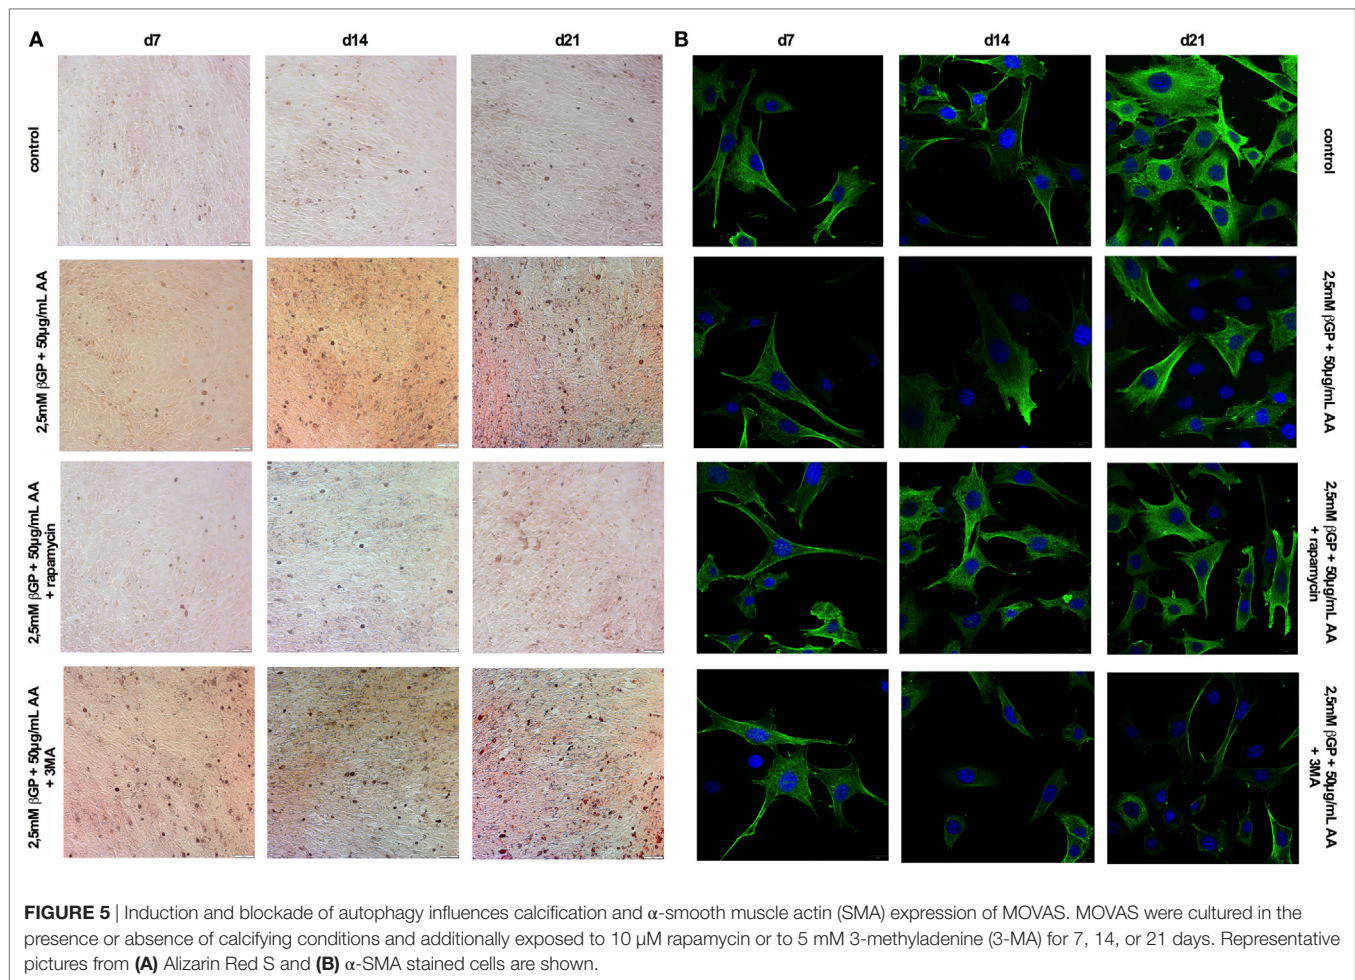 A
d7
d14
d21
B
d7
d14
d21
control
2,5mM βGP + 50µg/mL AA
2,5mM βGP + 50µg/mL AA
+ rapamycin
2,5mM βGP + 50µg/mL AA
+ 3MA
control
2,5mM βGP + 50µg/mL AA
2,5mM βGP + 50µg/mL AA
+ rapamycin
2,5mM βGP + 50µg/mL AA
+ 3MA
FIGURE 5 | Induction and blockade of autophagy influences calcification and α-smooth muscle actin (SMA) expression of MOVAS. MOVAS were cultured in the
presence or absence of calcifying conditions and additionally exposed to 10 µM rapamycin or to 5 mM 3-methyladenine (3-MA) for 7, 14, or 21 days. Representative
pictures from (A) Alizarin Red S and (B) α-SMA stained cells are shown.